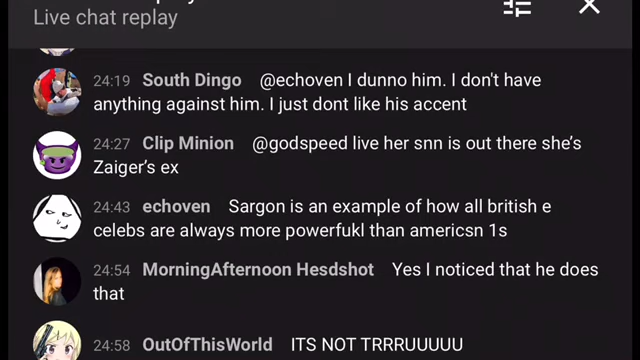 Live chat replay
24:19 South Dingo @echoven I dunno him. I don't have
anything against him. I just dont like his accent
24:27 Clip Minion @godspeed live her snn is out there she's
Zaiger's ex
24:43 echoven Sargon is an example of how all british e
celebs are always more powerfukl than americsn 1s
24:54 MorningAfternoon Hesdshot Yes I noticed that he does
that
24:58 OutOfThisWorld ITS NOT TRRRUUUUU